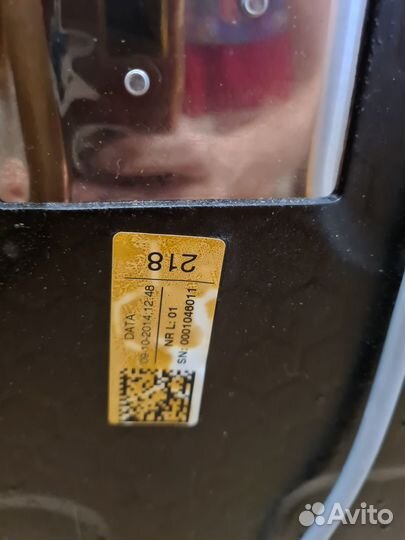 218
DATA
09-10-2014,12:48
NR L: 01
SN: 0001046011
Avito